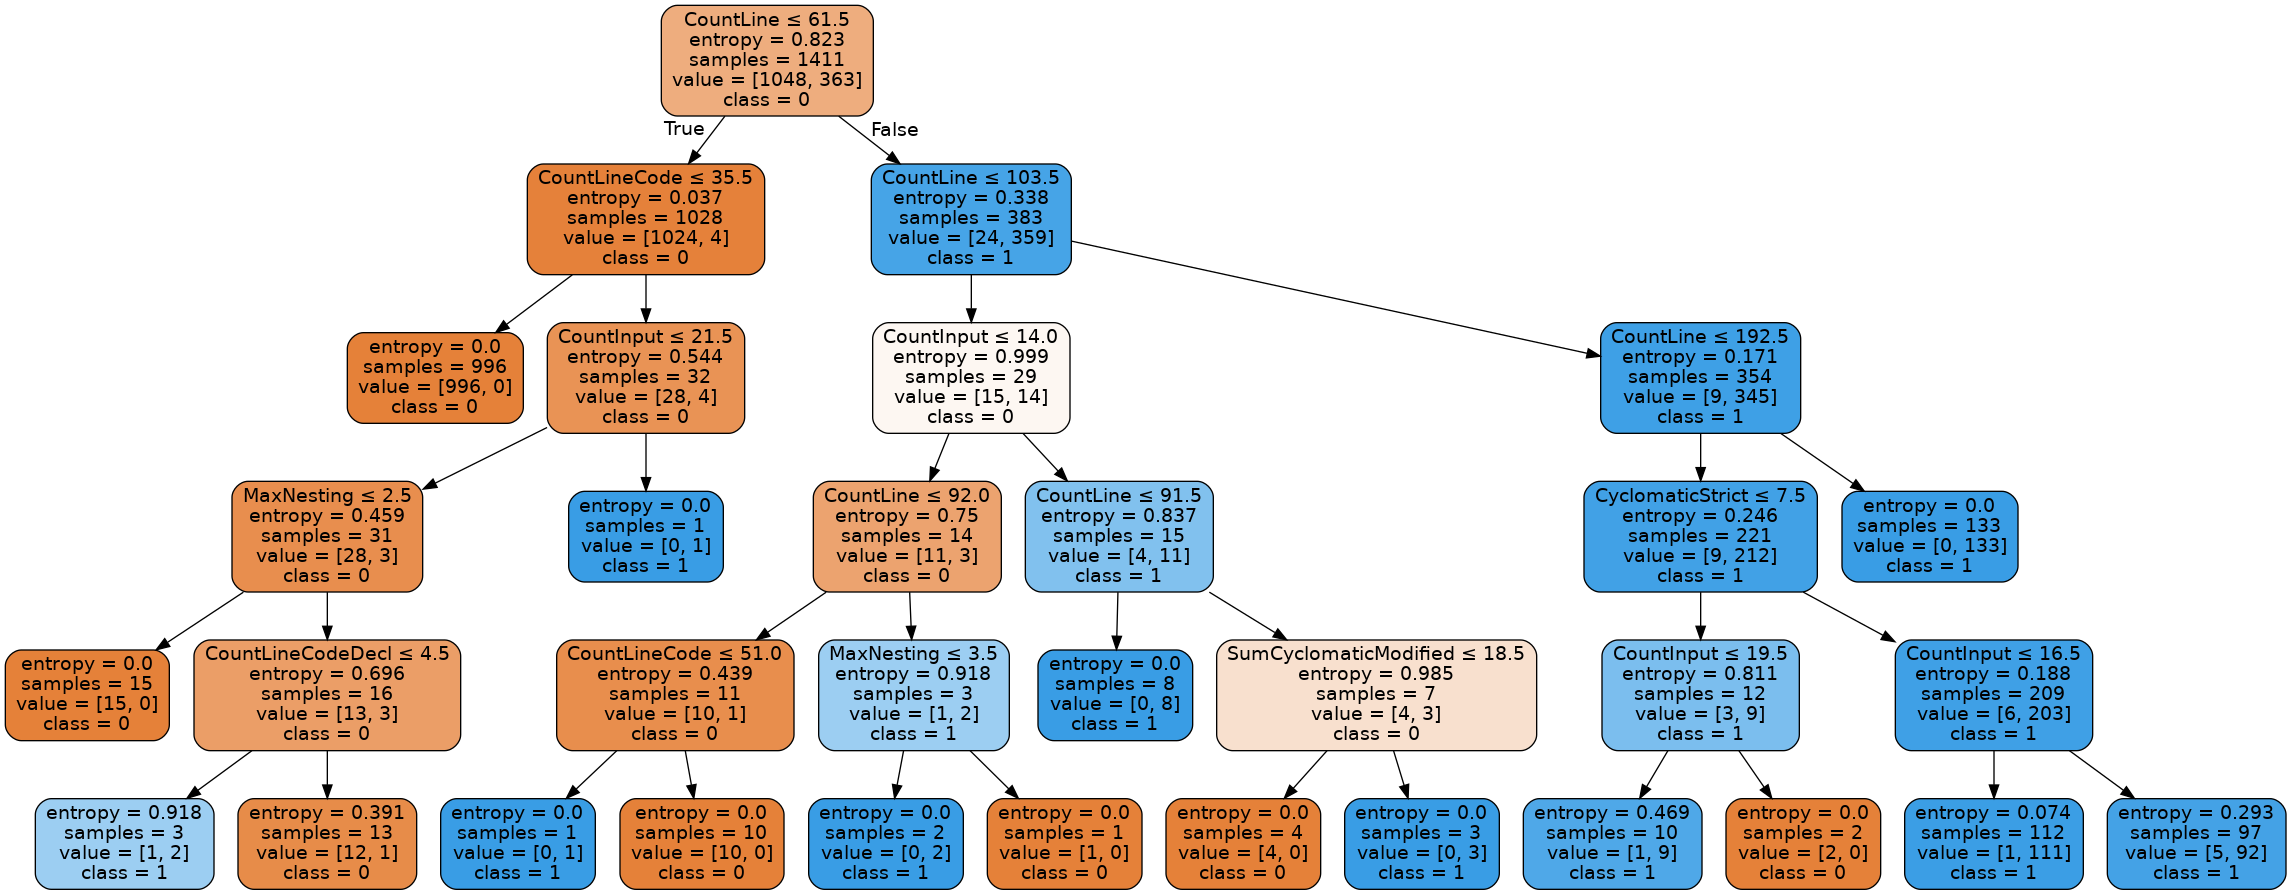 CountLine ≤ 61.5
entropy = 0.823
samples = 1411
value = [1048, 363]
class = 0
True
False
CountLineCode ≤ 35.5
entropy = 0.037
samples = 1028
value = [1024, 4]
class = 0
CountLine ≤ 103.5
entropy = 0.338
samples = 383
value = [24, 359]
class = 1
entropy = 0.0
samples = 996
value = [996, 0]
class = 0
CountInput ≤ 21.5
entropy = 0.544
samples = 32
value = [28, 4]
class = 0
CountInput ≤ 14.0
entropy = 0.999
samples = 29
value = [15, 14]
class = 0
CountLine ≤ 192.5
entropy = 0.171
samples = 354
value = [9, 345]
class = 1
MaxNesting ≤ 2.5
entropy = 0.459
samples = 31
value = [28, 3]
class = 0
entropy = 0.0
samples = 1
value = [0, 1]
class = 1
CountLine ≤ 92.0
entropy = 0.75
samples = 14
value = [11, 3]
class = 0
CountLine ≤ 91.5
entropy = 0.837
samples = 15
value = [4, 11]
class = 1
CyclomaticStrict ≤ 7.5
entropy = 0.246
samples = 221
value = [9, 212]
class = 1
entropy = 0.0
samples = 133
value = [0, 133]
class = 1
entropy = 0.0
samples = 15
value = [15, 0]
class = 0
CountLineCodeDecl ≤ 4.5
entropy = 0.696
samples = 16
value = [13, 3]
class = 0
CountLineCode ≤ 51.0
entropy = 0.439
samples = 11
value = [10, 1]
class = 0
MaxNesting ≤ 3.5
entropy = 0.918
samples = 3
value = [1, 2]
class = 1
entropy = 0.0
samples = 8
value = [0, 8]
class = 1
SumCyclomaticModified ≤ 18.5
entropy = 0.985
samples = 7
value = [4, 3]
class = 0
CountInput ≤ 19.5
entropy = 0.811
samples = 12
value = [3, 9]
class = 1
CountInput ≤ 16.5
entropy = 0.188
samples = 209
value = [6, 203]
class = 1
entropy = 0.918
samples = 3
value = [1, 2]
class = 1
entropy = 0.391
samples = 13
value = [12, 1]
class = 0
entropy = 0.0
samples = 1
value = [0, 1]
class = 1
entropy = 0.0
samples = 10
value = [10, 0]
class = 0
entropy = 0.0
samples = 2
value = [0, 2]
class = 1
entropy = 0.0
samples = 1
value = [1, 0]
class = 0
entropy = 0.0
samples = 4
value = [4, 0]
class = 0
entropy = 0.0
samples = 3
value = [0, 3]
class = 1
entropy = 0.469
samples = 10
value = [1, 9]
class = 1
entropy = 0.0
samples = 2
value = [2, 0]
class = 0
entropy = 0.074
samples = 112
value = [1, 111]
class = 1
entropy = 0.293
samples = 97
value = [5, 92]
class = 1